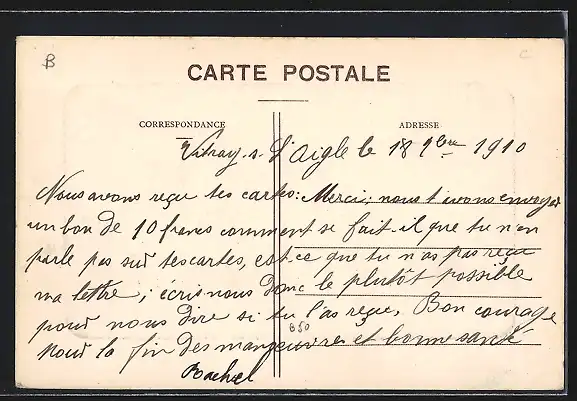 B
C
CARTE POSTALE
CORRESPONDANCE
ADRESSE
Vitray s. L'Aigle le 18 9bre 1910
Nous avons reçu tes cartes: Merci; nous t'avons envoyer
un bon de 10 francs comment se fait-il que tu n'en
parle pas sur tes cartes, est-ce que tu n'as pas reçu
ma lettre; écris nous donc le plutôt possible
pour nous dire si tu l'as reçue, Bon courage
pour la fin des manœuvres et bonne santé
Rachel
850